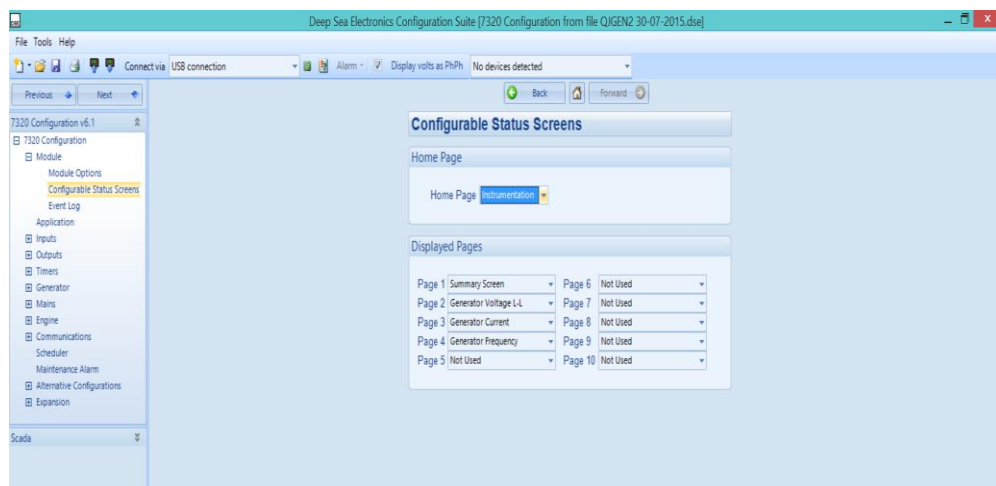 Deep Sea Electronics Configuration Suite [7320 Configuration from file QJGEN2 30-07-2015.dse]
File Tools Help
Connect via USB connection Alarm Display volts as PhPh No devices detected
Previous Next
Back Forward
7320 Configuration v6.1
7320 Configuration
Module
Module Options
Configurable Status Screens
Event Log
Application
Inputs
Outputs
Timers
Generator
Mains
Engine
Communications
Scheduler
Maintenance Alarm
Alternative Configurations
Expansion
Scada
Configurable Status Screens
Home Page
Home Page Instrumentation
Displayed Pages
Page 1 Summary Screen Page 6 Not Used
Page 2 Generator Voltage L-L Page 7 Not Used
Page 3 Generator Current Page 8 Not Used
Page 4 Generator Frequency Page 9 Not Used
Page 5 Not Used Page 10 Not Used